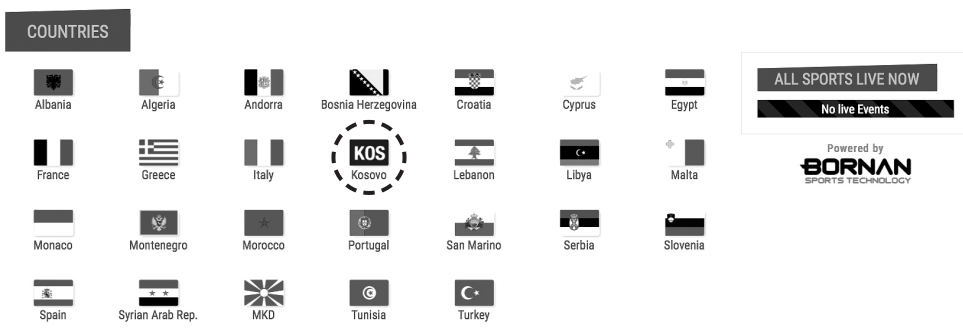 COUNTRIES
Albania
Algeria
Andorra
Bosnia Herzegovina
Croatia
Cyprus
Egypt
France
Greece
Italy
KOS
Kosovo
Lebanon
Libya
Malta
Monaco
Montenegro
Morocco
Portugal
San Marino
Serbia
Slovenia
Spain
Syrian Arab Rep.
MKD
Tunisia
Turkey
ALL SPORTS LIVE NOW
No live Events
Powered by
BORNAN
SPORTS TECHNOLOGY